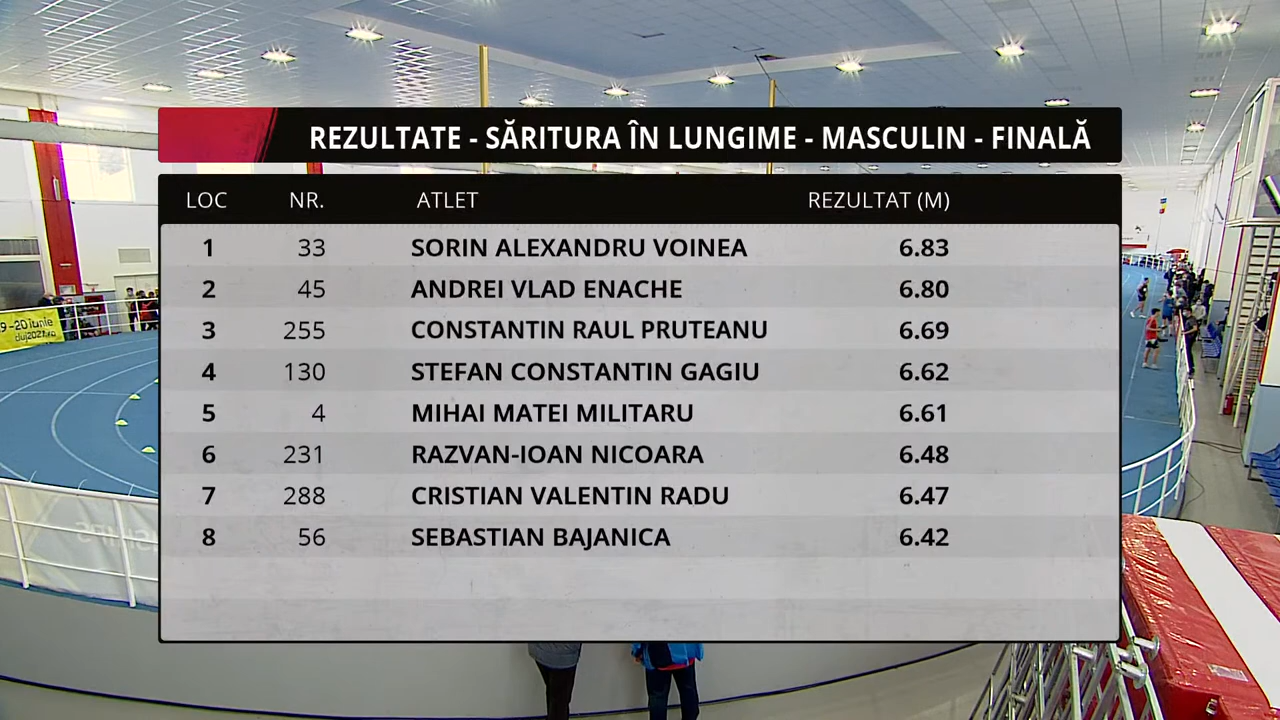 REZULTATE - SĂRITURA ÎN LUNGIME - MASCULIN - FINALĂ
LOC NR. ATLET REZULTAT (M)
1 33 SORIN ALEXANDRU VOINEA 6.83
2 45 ANDREI VLAD ENACHE 6.80
3 255 CONSTANTIN RAUL PRUTEANU 6.69
4 130 STEFAN CONSTANTIN GAGIU 6.62
5 4 MIHAI MATEI MILITARU 6.61
6 231 RAZVAN-IOAN NICOARA 6.48
7 288 CRISTIAN VALENTIN RADU 6.47
8 56 SEBASTIAN BAJANICA 6.42
9-20 iunie